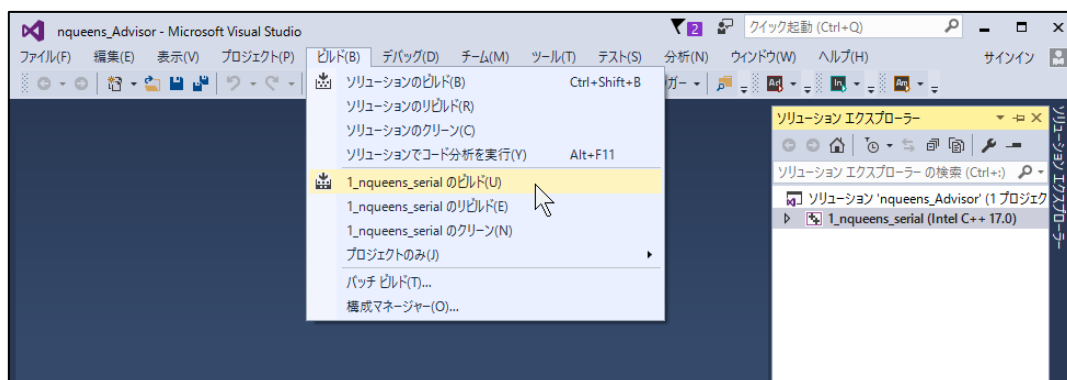 nqueens_Advisor - Microsoft Visual Studio
2
クイック起動 (Ctrl+Q)
ファイル(F) 編集(E) 表示(V) プロジェクト(P) ビルド(B) デバッグ(D) チーム(M) ツール(T) テスト(S) 分析(N) ウィンドウ(W) ヘルプ(H) サインイン
ソリューションのビルド(B) Ctrl+Shift+B
ソリューションのリビルド(R)
ソリューションのクリーン(C)
ソリューションでコード分析を実行(Y) Alt+F11
1_nqueens_serial のビルド(U)
1_nqueens_serial のリビルド(E)
1_nqueens_serial のクリーン(N)
プロジェクトのみ(J)
バッチ ビルド(T)...
構成マネージャー(O)...
ガー
Ad
In
Am
ソリューション エクスプローラー
ソリューション エクスプローラー の検索 (Ctrl+:)
ソリューション 'nqueens_Advisor' (1 プロジェク
1_nqueens_serial (Intel C++ 17.0)
ソリューション エクスプローラー